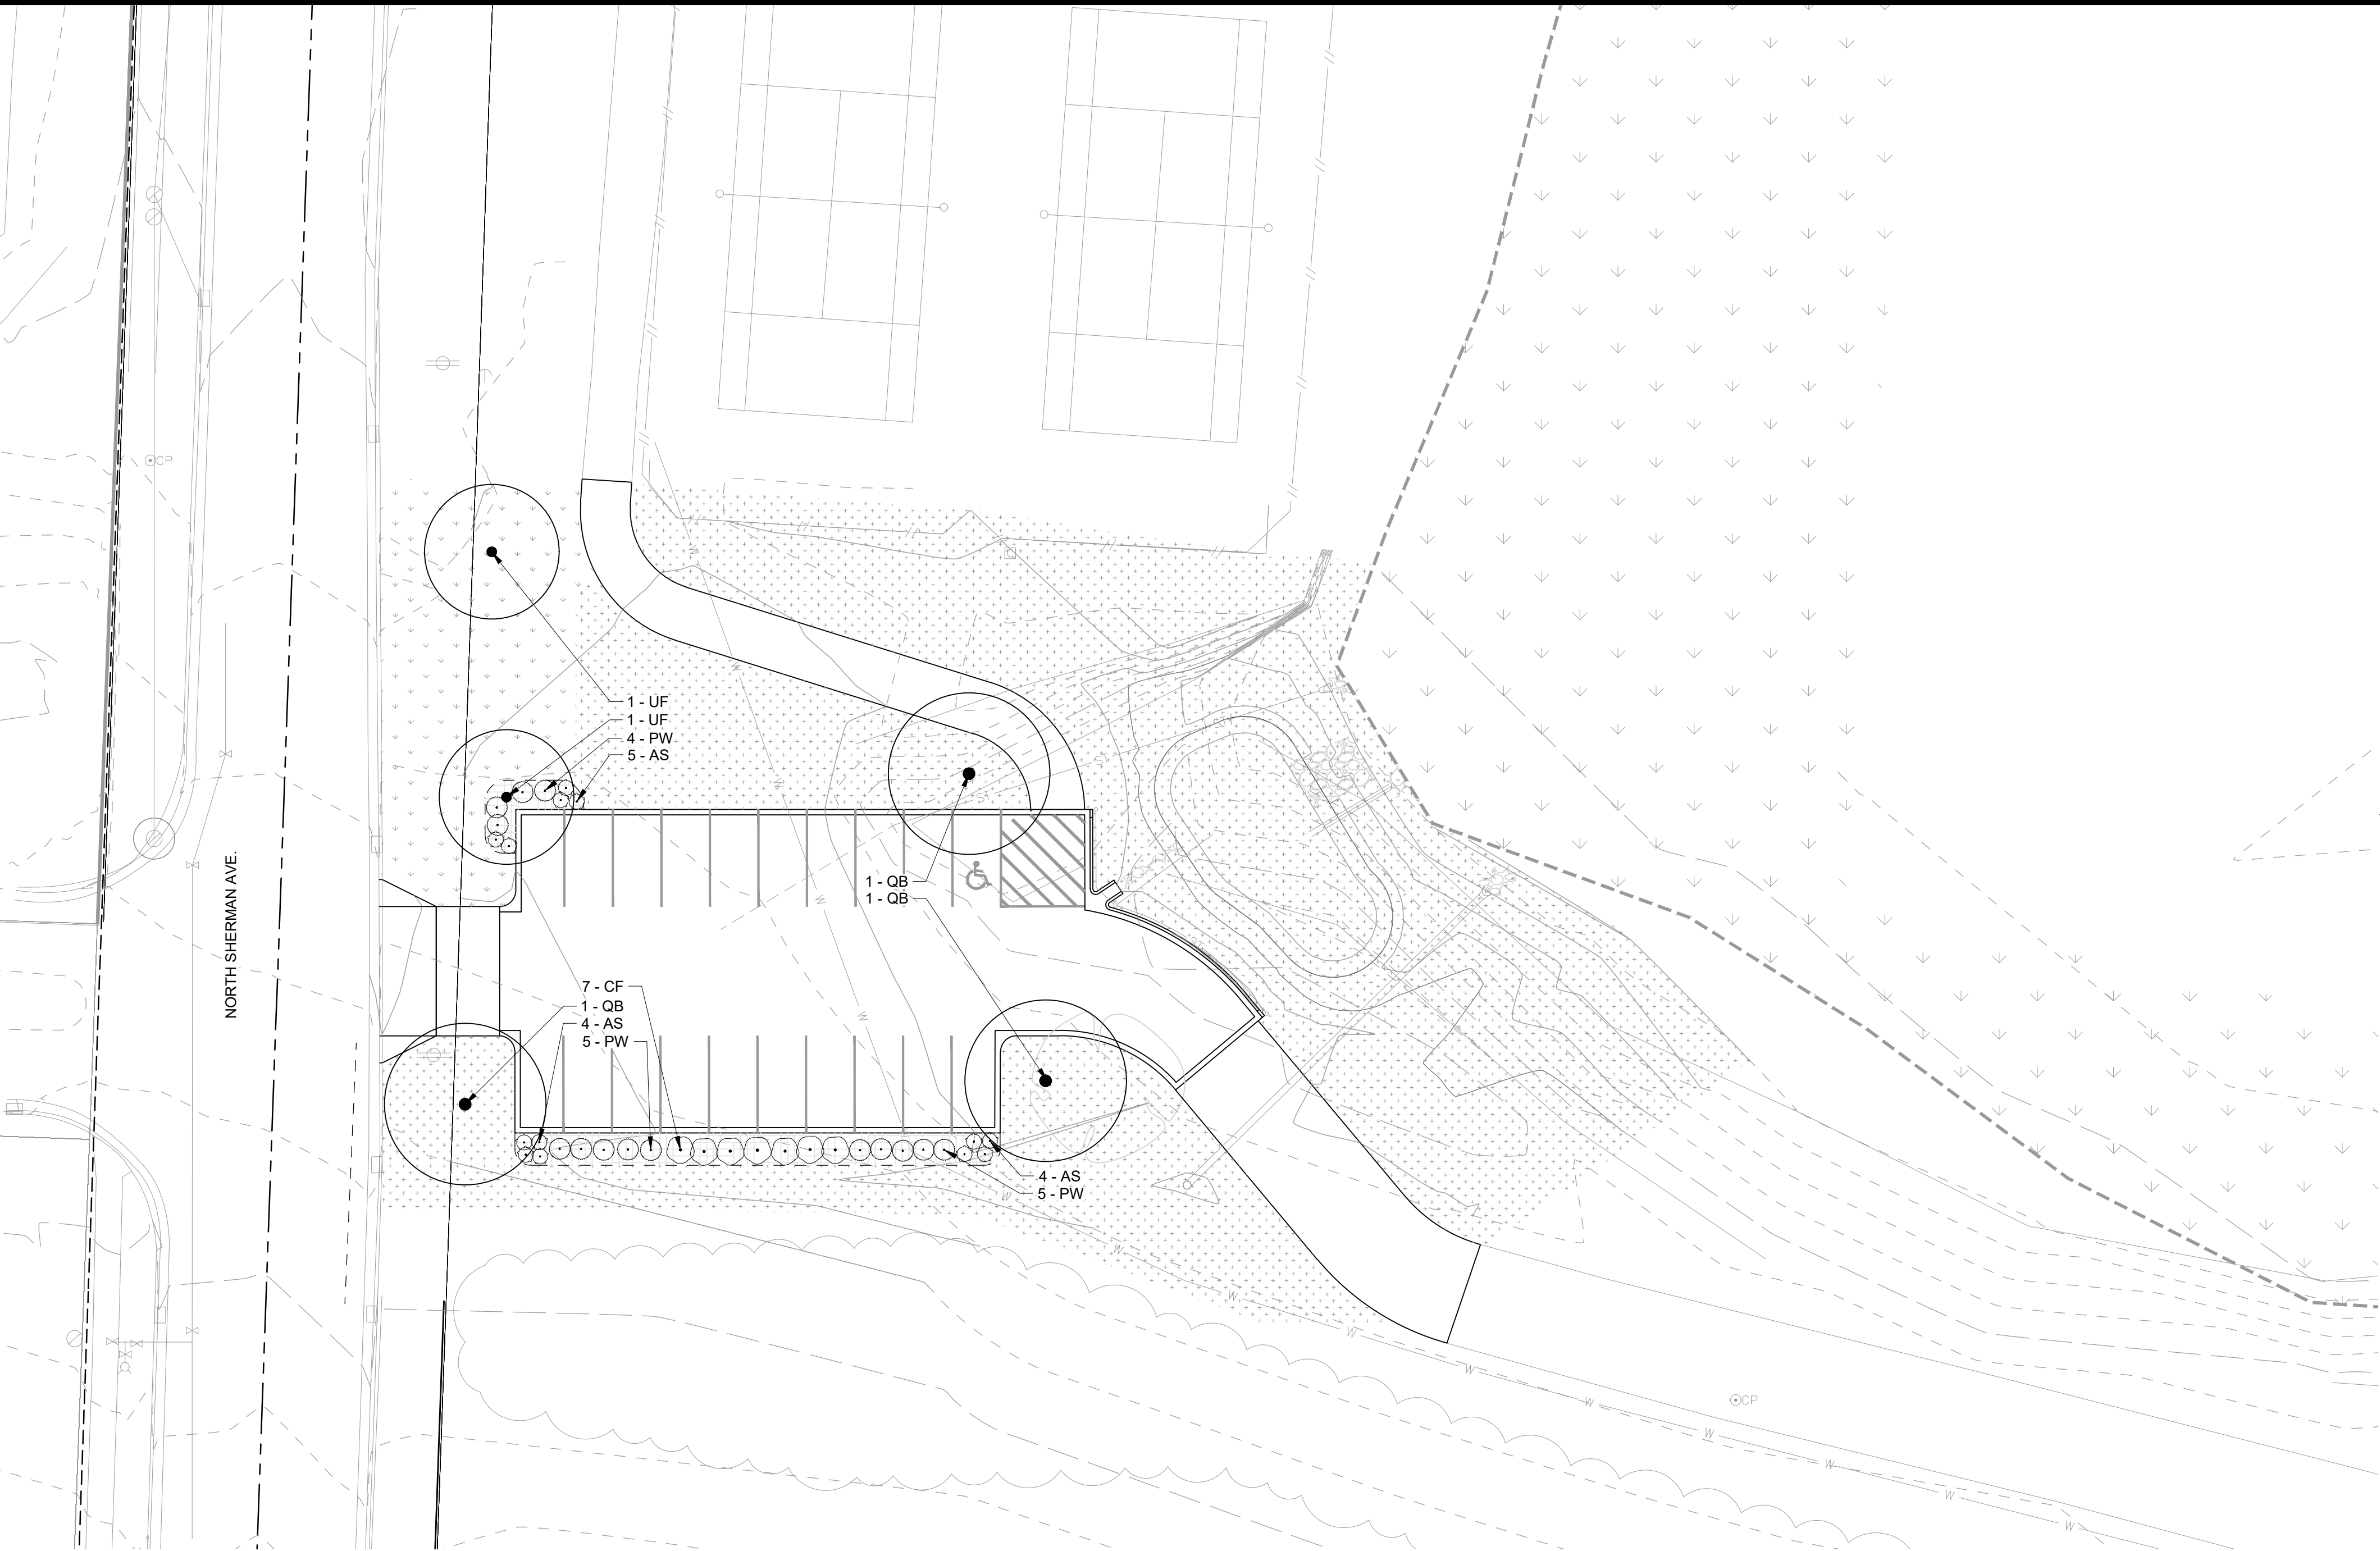 CP
1 - UF
1 - UF
4 - PW
5 - AS
NORTH SHERMAN AVE.
1 - QB
1 - QB
7 - CF
1 - QB
4 - AS
5 - PW
4 - AS
5 - PW
W
W
W
W
CP
W
W
W
W